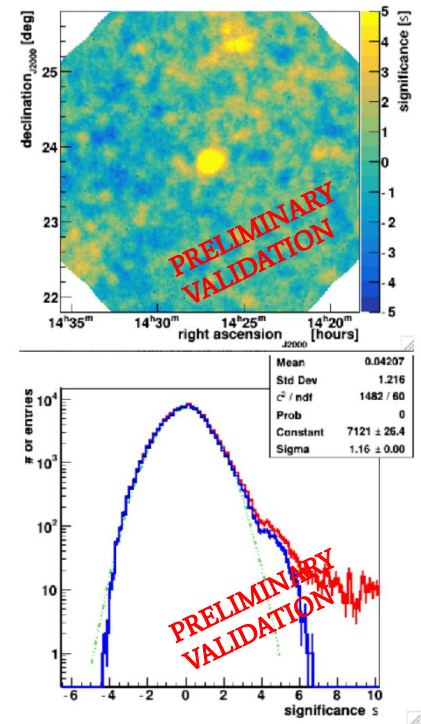 5
4
3
2
1
0
-1
-2
-3
-4
-5
significance [s]
declination J2000 [deg]
25
24
23
22
14ʰ35ᵐ 14ʰ30ᵐ 14ʰ25ᵐ 14ʰ20ᵐ
right ascension J2000 [hours]
PRELIMINARY
VALIDATION
Mean 0.04207
Std Dev 1.216
c² / ndf 1482 / 60
Prob 0
Constant 7121 ± 26.4
Sigma 1.16 ± 0.00
# of entries
10⁴
10³
10²
10
1
PRELIMINARY
VALIDATION
-6 -4 -2 0 2 4 6 8 10
significance s